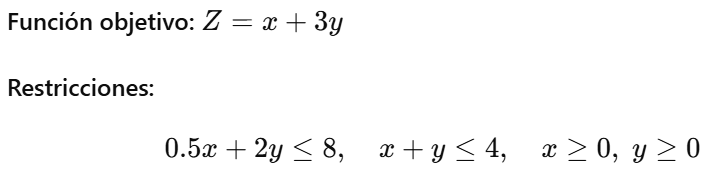 Función objetivo: Z = x + 3y
Restricciones:
0.5x + 2y ≤ 8, x + y ≤ 4, x ≥ 0, y ≥ 0